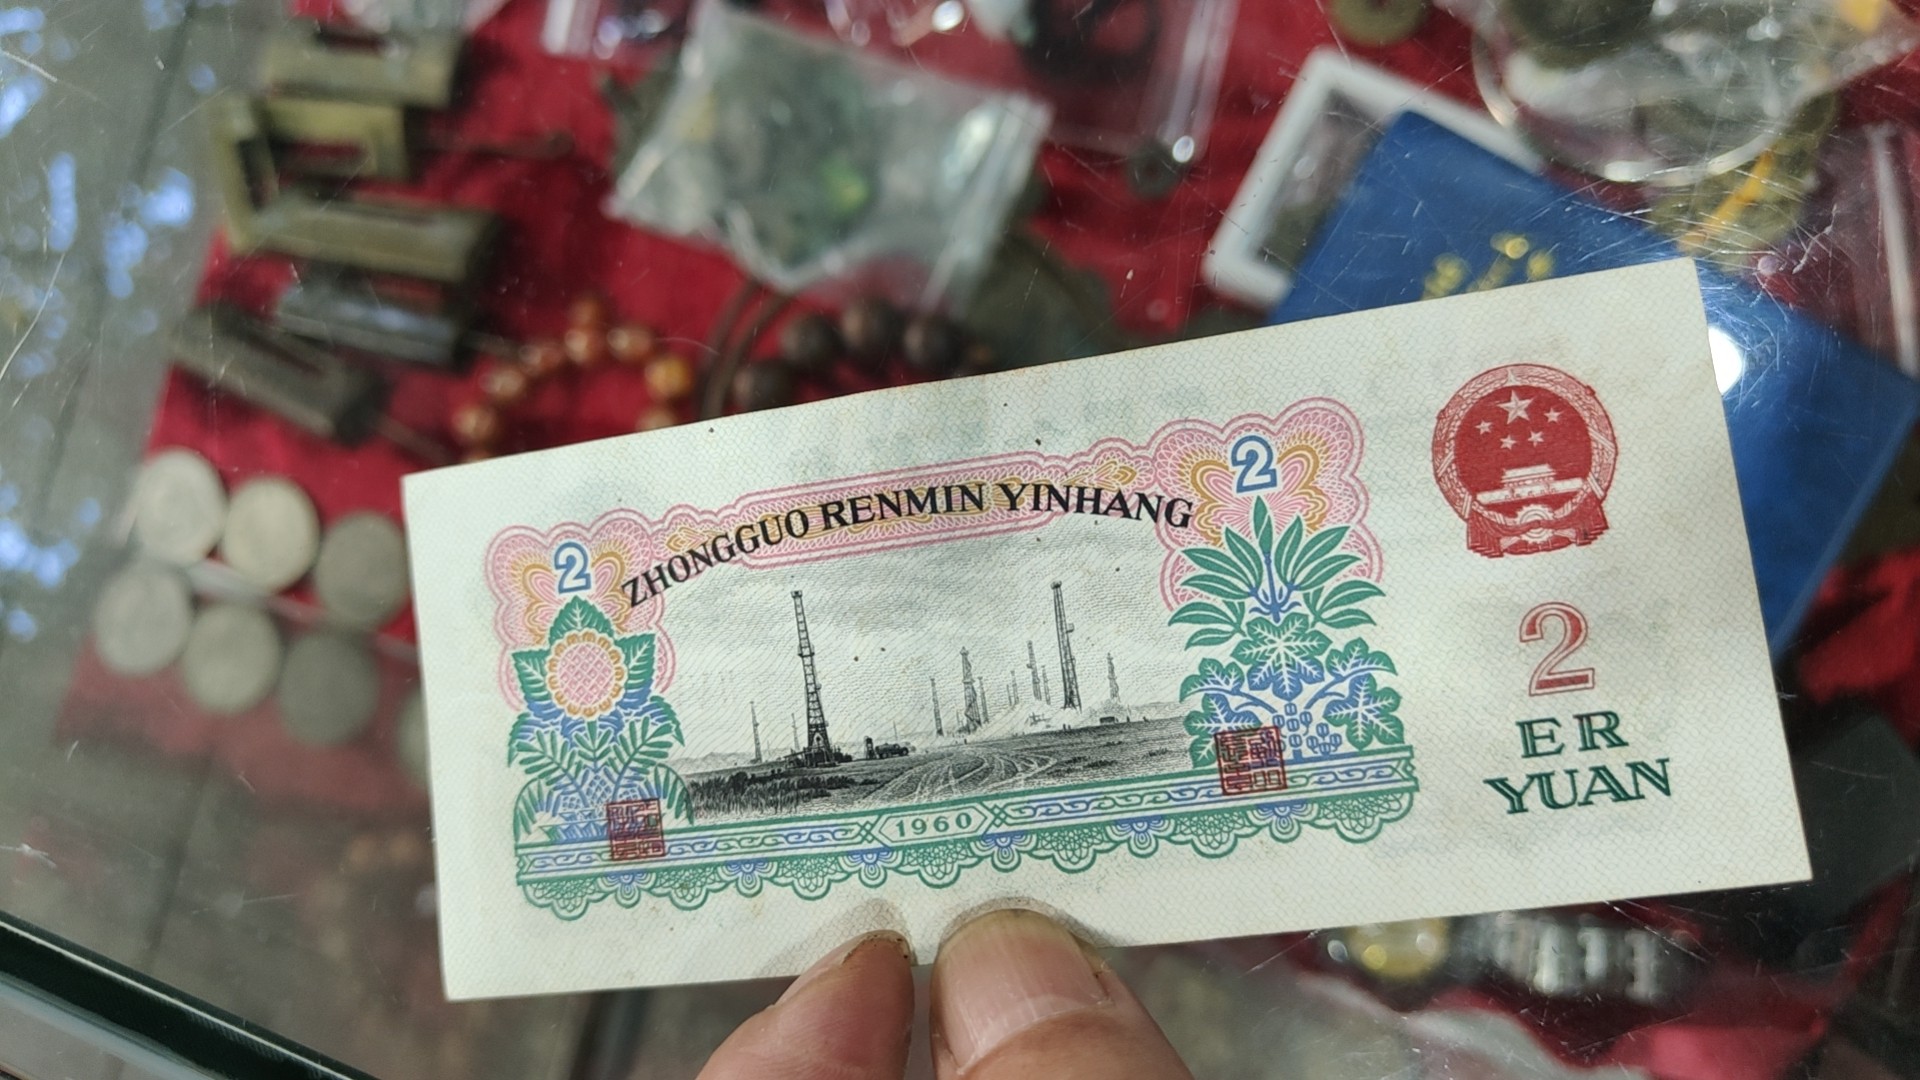 ZHONGGUO RENMIN YINHANG
2
2
1960
2
ER
YUAN